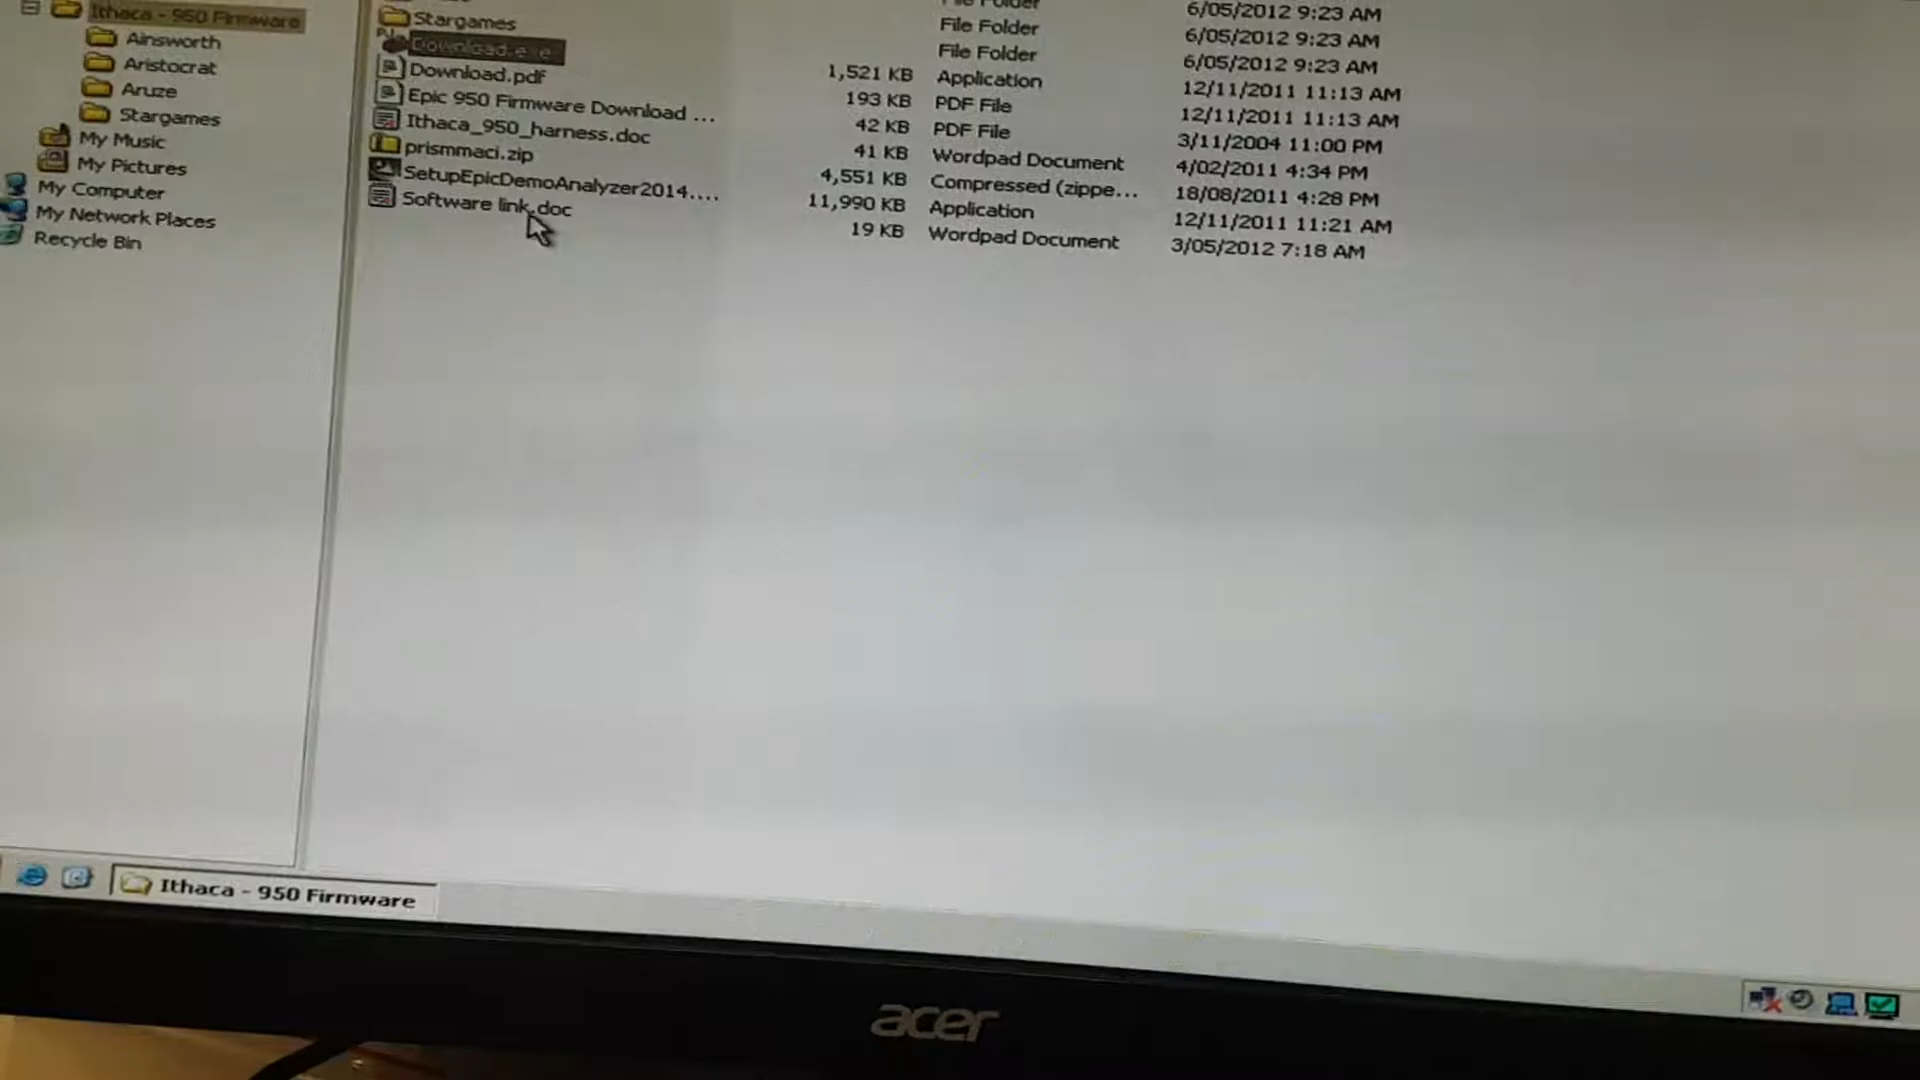 Ithaca - 950 Firmware
Ainsworth
Aristocrat
Aruze
Stargames
My Music
My Pictures
My Computer
My Network Places
Recycle Bin
File Folder 6/05/2012 9:23 AM
Stargames File Folder 6/05/2012 9:23 AM
File Folder 6/05/2012 9:23 AM
Download.exe 1,521 KB Application 12/11/2011 11:13 AM
Download.pdf 193 KB PDF File 12/11/2011 11:13 AM
Epic 950 Firmware Download ... 42 KB PDF File 3/11/2004 11:00 PM
Ithaca_950_harness.doc 41 KB Wordpad Document 4/02/2011 4:34 PM
prismmaci.zip 4,551 KB Compressed (zippe... 18/08/2011 4:28 PM
SetupEpicDemoAnalyzer2014.... 11,990 KB Application 12/11/2011 11:21 AM
Software link.doc 19 KB Wordpad Document 3/05/2012 7:18 AM
Ithaca - 950 Firmware
acer